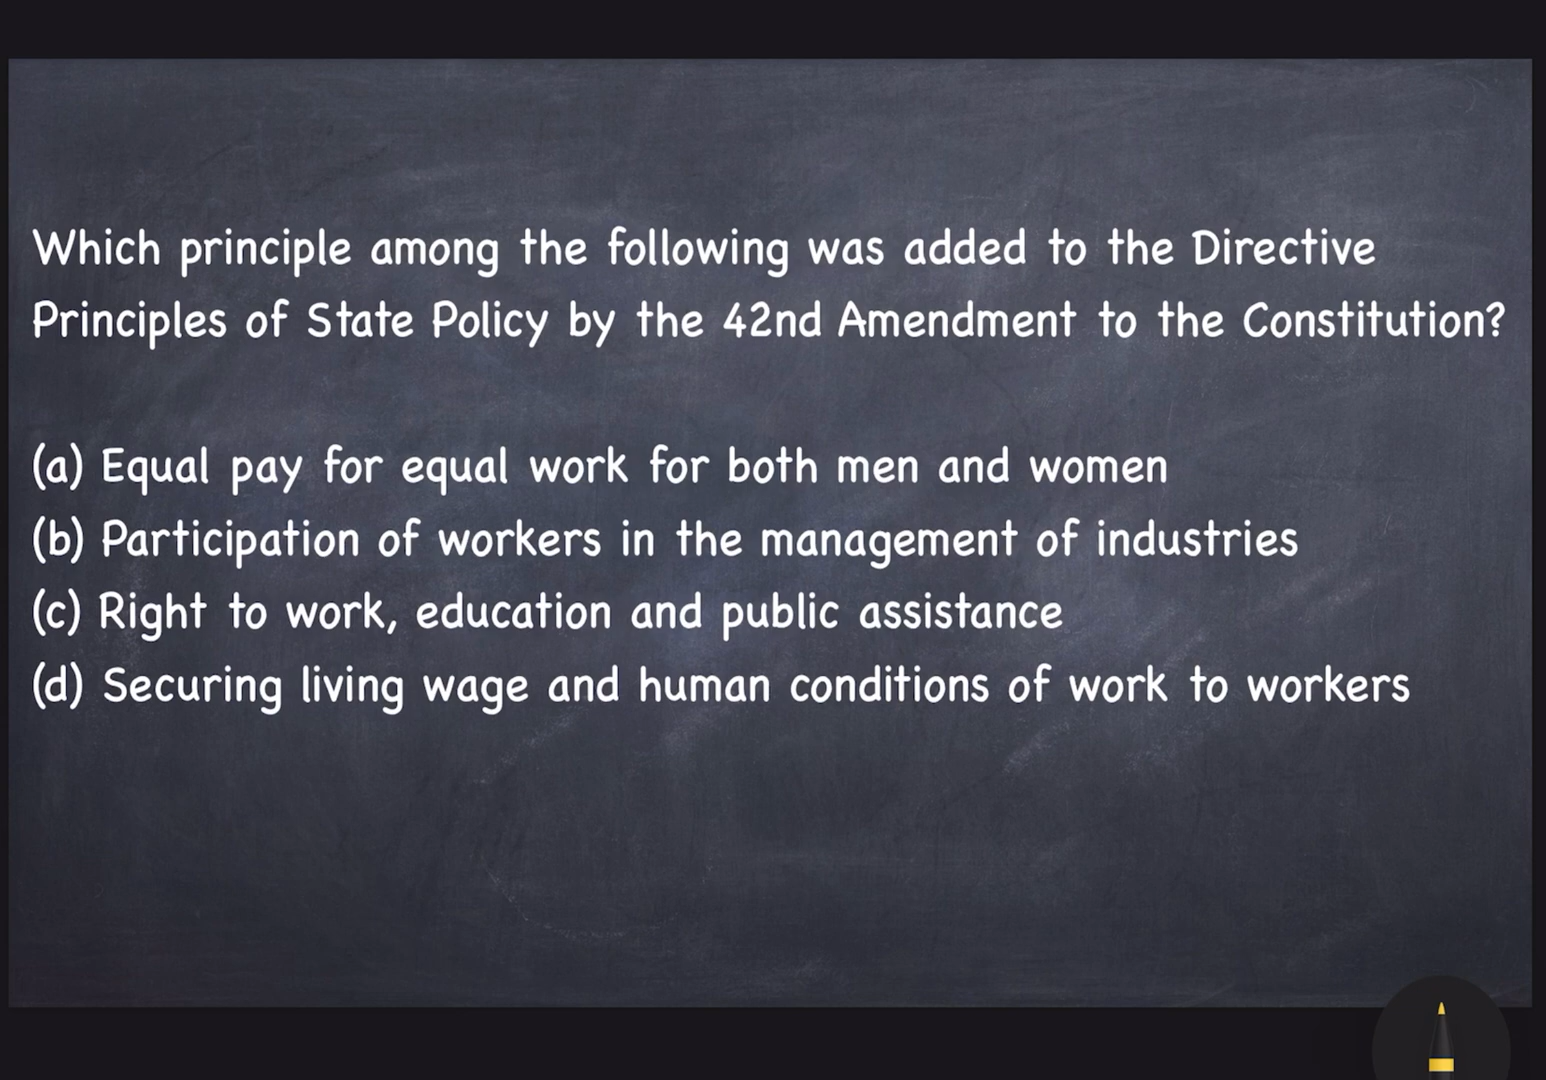 Which principle among the following was added to the Directive
Principles of State Policy by the 42nd Amendment to the Constitution?
(a) Equal pay for equal work for both men and women
(b) Participation of workers in the management of industries
(c) Right to work, education and public assistance
(d) Securing living wage and human conditions of work to workers